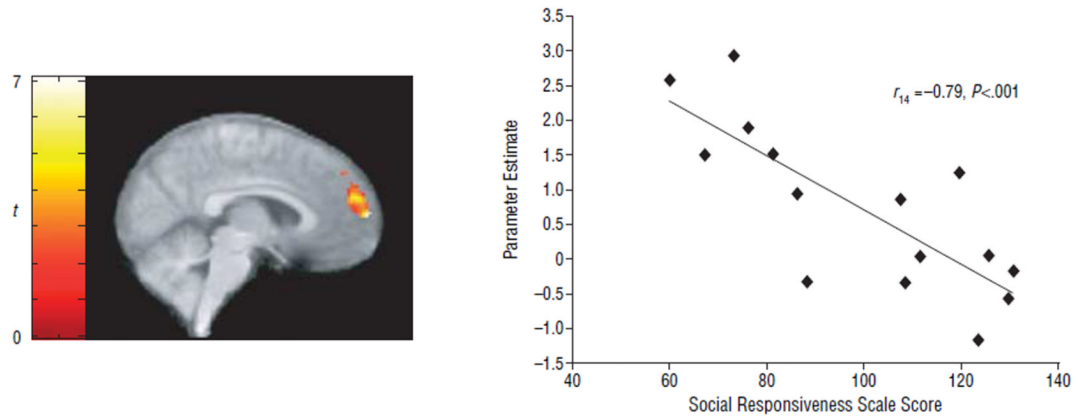 7
t
0
3.5
3.0
2.5
2.0
1.5
1.0
0.5
0
–0.5
–1.0
–1.5
Parameter Estimate
r14 =–0.79, P<.001
40 60 80 100 120 140
Social Responsiveness Scale Score